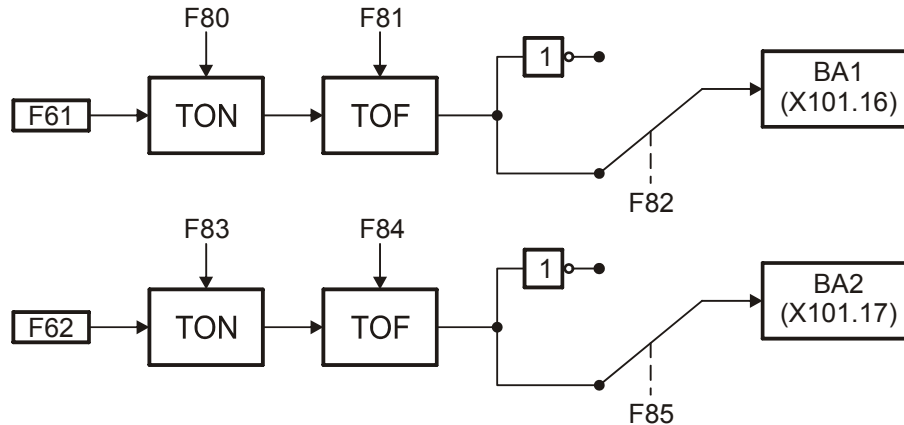 F80
F81
1
BA1
(X101.16)
F61
TON
TOF
F82
F83
F84
1
BA2
(X101.17)
F62
TON
TOF
F85